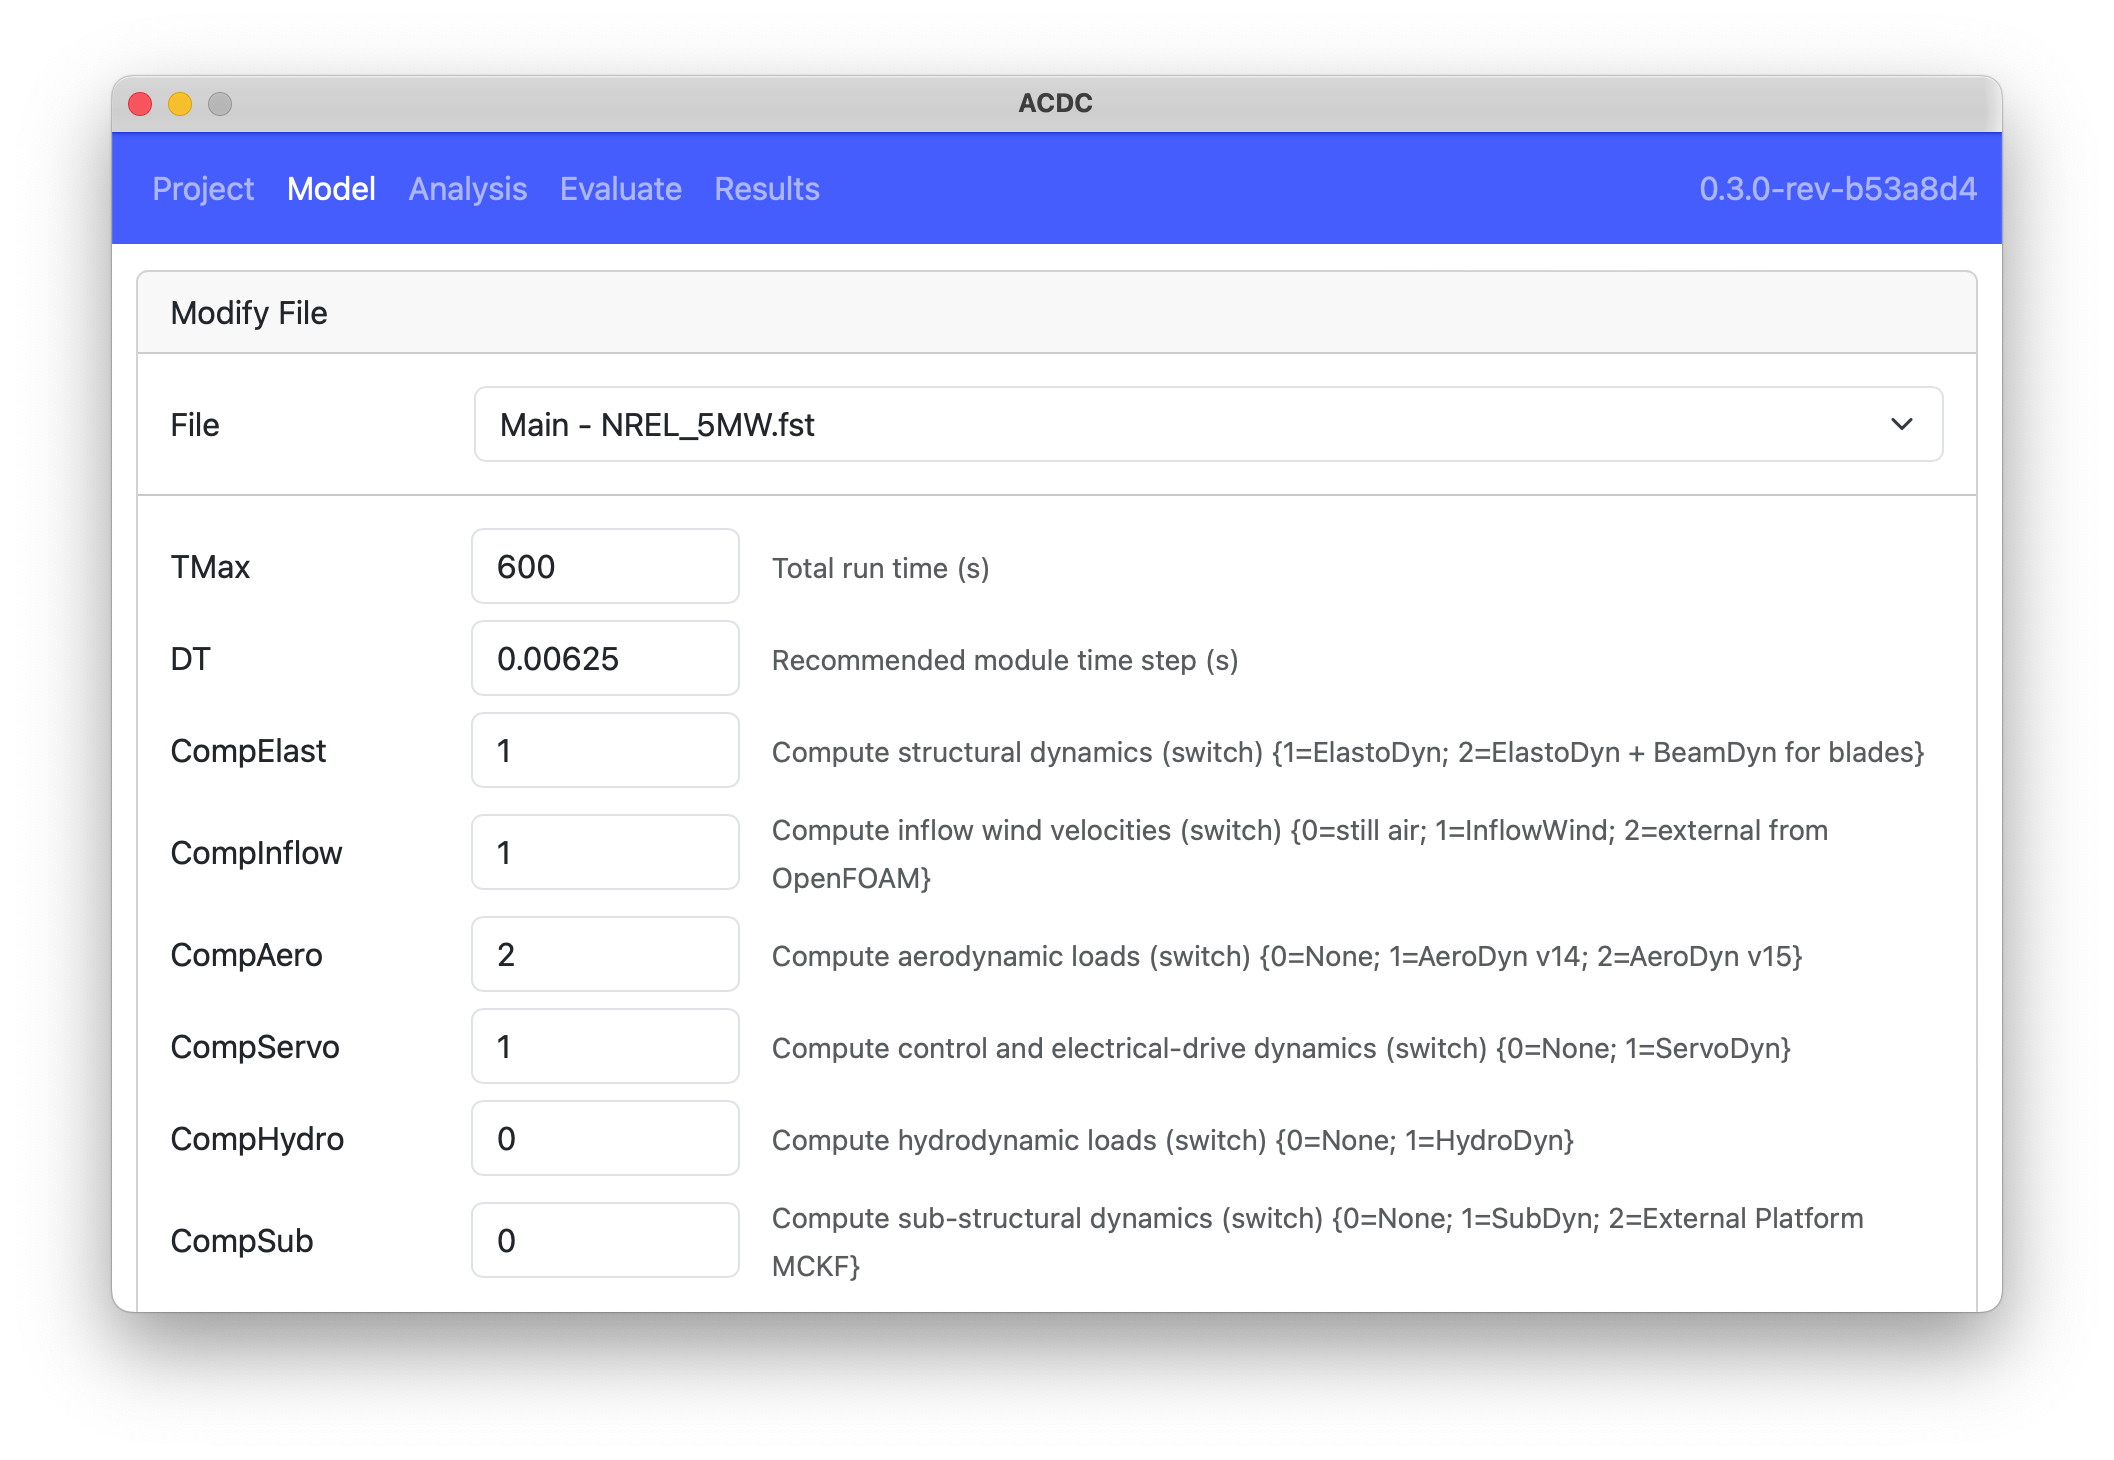 ACDC
Project Model Analysis Evaluate Results 0.3.0-rev-b53a8d4
Modify File
File Main - NREL_5MW.fst
TMax 600 Total run time (s)
DT 0.00625 Recommended module time step (s)
CompElast 1 Compute structural dynamics (switch) {1=ElastoDyn; 2=ElastoDyn + BeamDyn for blades}
CompInflow 1 Compute inflow wind velocities (switch) {0=still air; 1=InflowWind; 2=external from
OpenFOAM}
CompAero 2 Compute aerodynamic loads (switch) {0=None; 1=AeroDyn v14; 2=AeroDyn v15}
CompServo 1 Compute control and electrical-drive dynamics (switch) {0=None; 1=ServoDyn}
CompHydro 0 Compute hydrodynamic loads (switch) {0=None; 1=HydroDyn}
CompSub 0 Compute sub-structural dynamics (switch) {0=None; 1=SubDyn; 2=External Platform
MCKF}